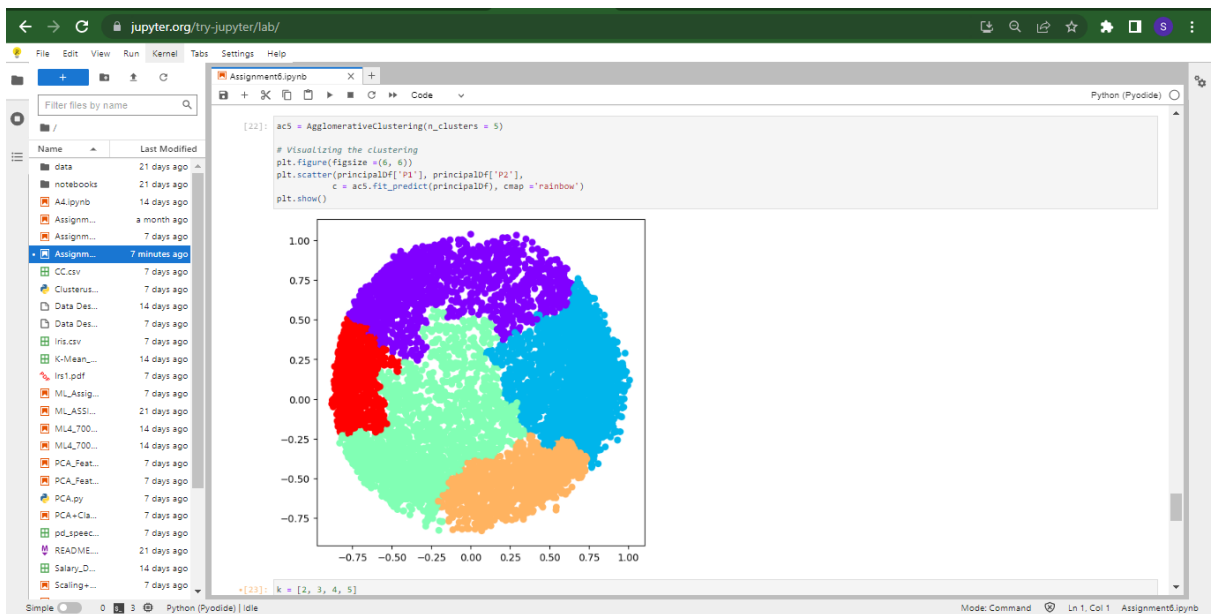 jupyter.org/try-jupyter/lab/
S
File Edit View Run Kernel Tabs Settings Help
Filter files by name
/
Name Last Modified
data 21 days ago
notebooks 21 days ago
A4.ipynb 14 days ago
Assignm... a month ago
Assignm... 7 days ago
Assignm... 7 minutes ago
CC.csv 7 days ago
Clusterus... 7 days ago
Data Des... 14 days ago
Data Des... 7 days ago
Iris.csv 7 days ago
K-Mean_... 14 days ago
lrs1.pdf 7 days ago
ML_Assig... 7 days ago
ML_ASSI... 21 days ago
ML4_700... 14 days ago
ML4_700... 14 days ago
PCA_Feat... 7 days ago
PCA_Feat... 7 days ago
PCA.py 7 days ago
PCA+Cla... 7 days ago
pd_speec... 7 days ago
README.... 21 days ago
Salary_D... 14 days ago
Scaling+... 7 days ago
Assignment6.ipynb X +
Code
Python (Pyodide)
[22]: ac5 = AgglomerativeClustering(n_clusters = 5)
# Visualizing the clustering
plt.figure(figsize =(6, 6))
plt.scatter(principalDf['P1'], principalDf['P2'],
c = ac5.fit_predict(principalDf), cmap ='rainbow')
plt.show()
1.00
0.75
0.50
0.25
0.00
−0.25
−0.50
−0.75
−0.75 −0.50 −0.25 0.00 0.25 0.50 0.75 1.00
•[23]: k = [2, 3, 4, 5]
Simple 0 3 Python (Pyodide) | Idle
Mode: Command Ln 1, Col 1 Assignment6.ipynb